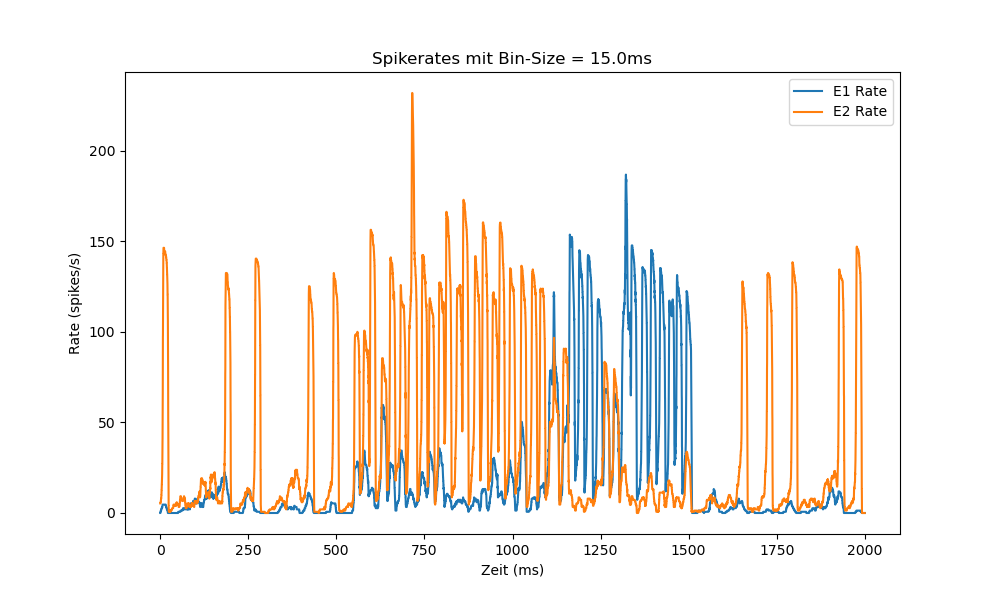 Spikerates mit Bin-Size = 15.0ms
E1 Rate
E2 Rate
Rate (spikes/s)
200
150
100
50
0
0 250 500 750 1000 1250 1500 1750 2000
Zeit (ms)